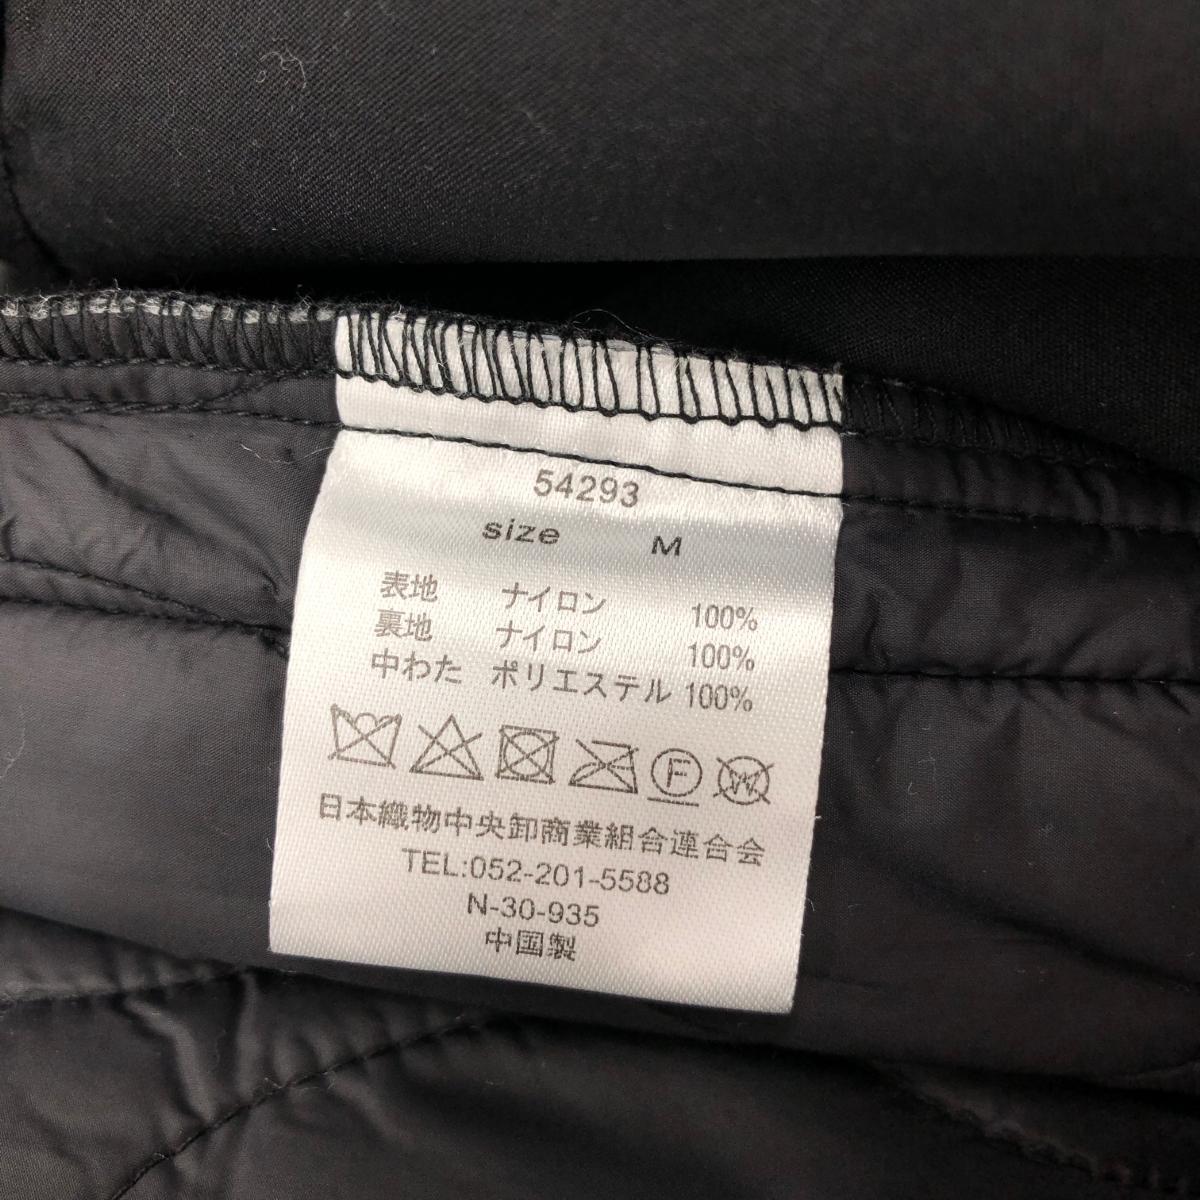 54293
size M
表地 ナイロン 100%
裏地 ナイロン 100%
中わた ポリエステル 100%
F W
日本織物中央卸商業組合連合会
TEL:052-201-5588
N-30-935
中国製